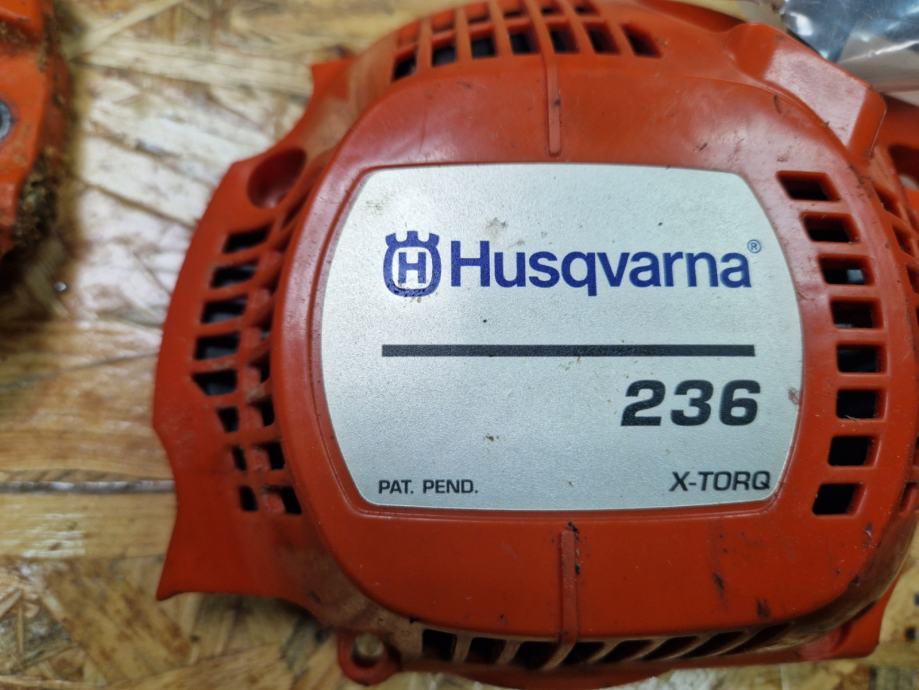 Husqvarna®
236
PAT. PEND. X-TORQ